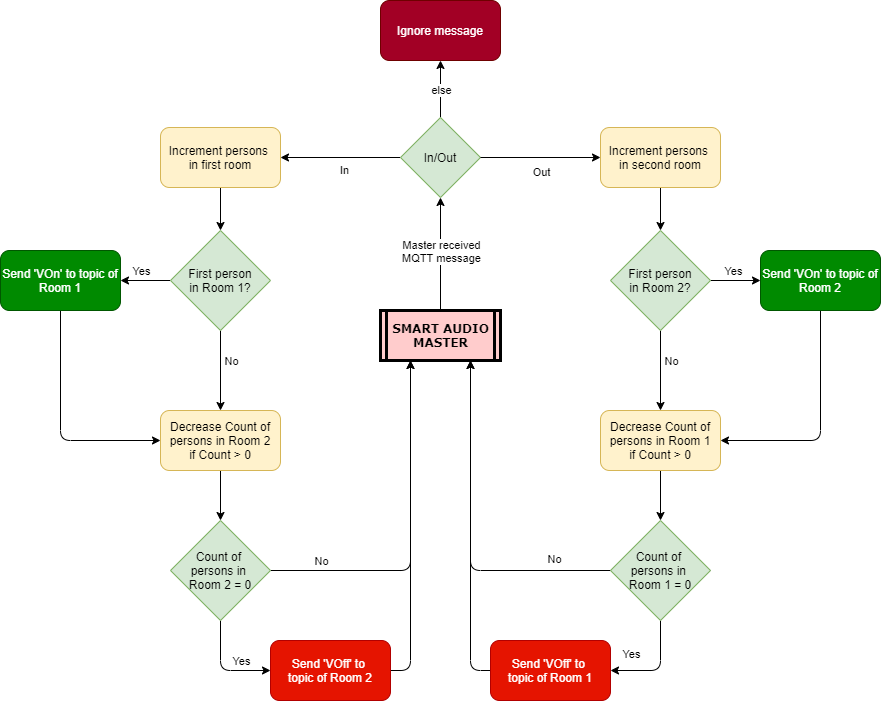 Ignore message
else
Increment persons
in first room
In/Out
Increment persons
in second room
In
Out
Master received
MQTT message
Send 'VOn' to topic of
Room 1
Yes
First person
in Room 1?
First person
in Room 2?
Yes
Send 'VOn' to topic of
Room 2
SMART AUDIO
MASTER
No
No
Decrease Count of
persons in Room 2
if Count > 0
Decrease Count of
persons in Room 1
if Count > 0
Count of
persons in
Room 2 = 0
No
No
Count of
persons in
Room 1 = 0
Yes
Send 'VOff' to
topic of Room 2
Send 'VOff' to
topic of Room 1
Yes